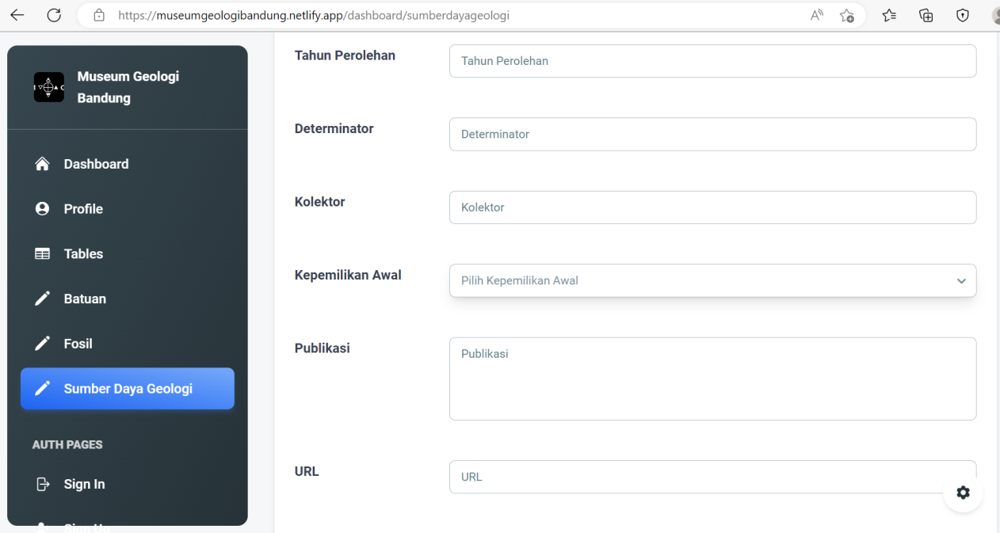 https://museumgeologibandung.netlify.app/dashboard/sumberdayageologi
Museum Geologi
Bandung
Dashboard
Profile
Tables
Batuan
Fosil
Sumber Daya Geologi
AUTH PAGES
Sign In
Sign Up
Tahun Perolehan
Tahun Perolehan
Determinator
Determinator
Kolektor
Kolektor
Kepemilikan Awal
Pilih Kepemilikan Awal
Publikasi
Publikasi
URL
URL